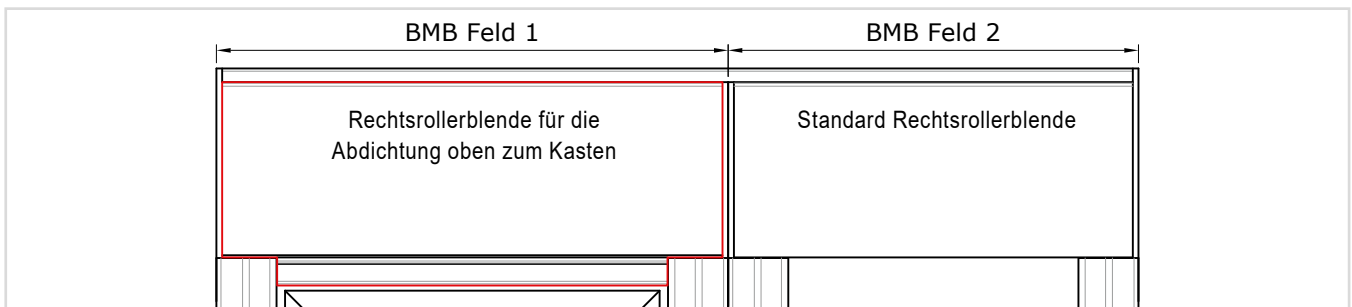 BMB Feld 1
BMB Feld 2
Rechtsrollerblende für die
Abdichtung oben zum Kasten
Standard Rechtsrollerblende